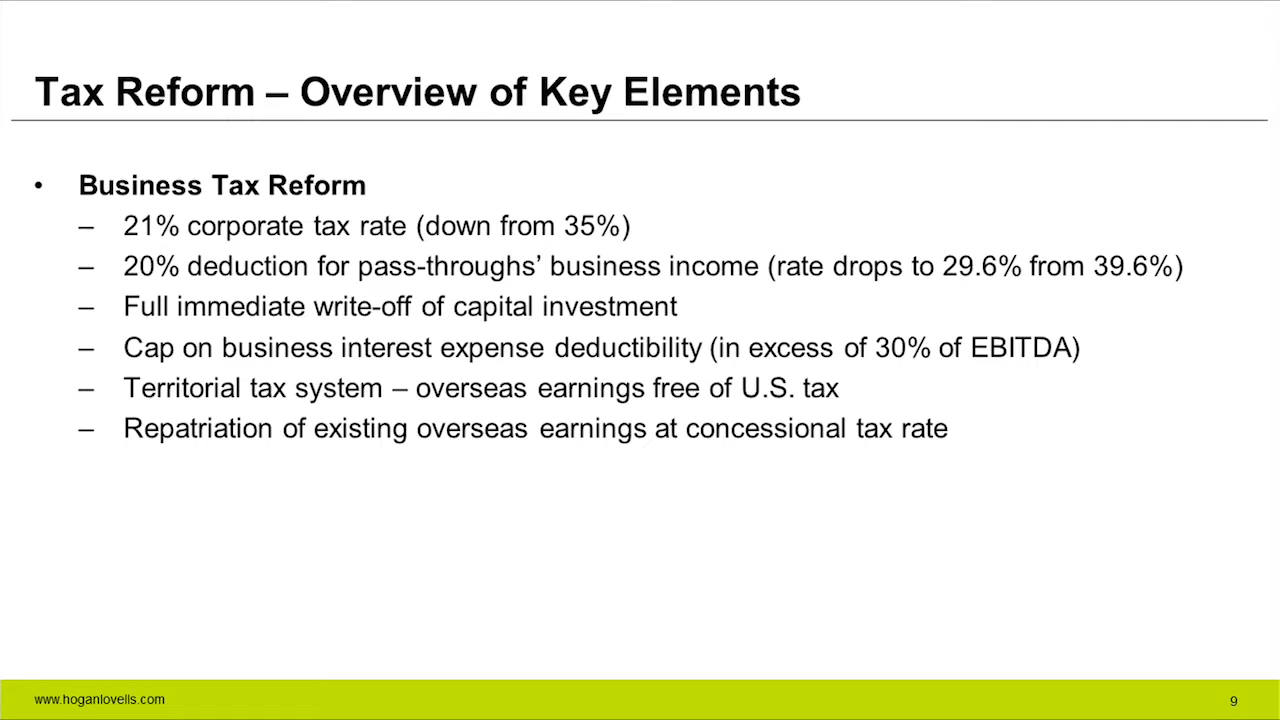 Tax Reform – Overview of Key Elements
• Business Tax Reform
– 21% corporate tax rate (down from 35%)
– 20% deduction for pass-throughs’ business income (rate drops to 29.6% from 39.6%)
– Full immediate write-off of capital investment
– Cap on business interest expense deductibility (in excess of 30% of EBITDA)
– Territorial tax system – overseas earnings free of U.S. tax
– Repatriation of existing overseas earnings at concessional tax rate
www.hoganlovells.com
9